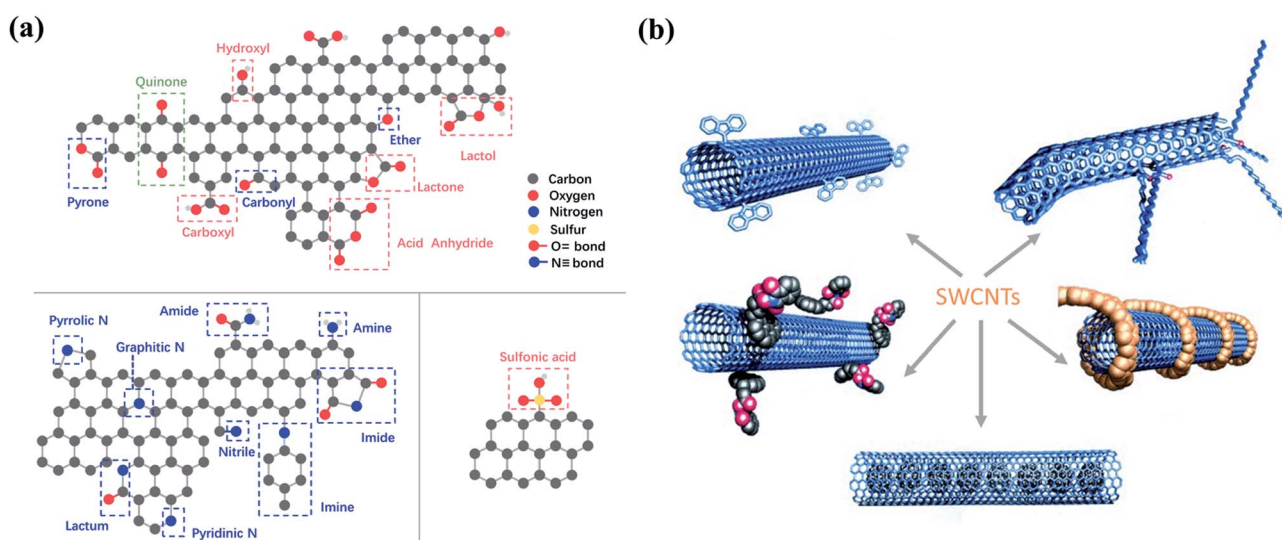 (a)
Hydroxyl
Quinone
Ether
Lactol
Pyrone
Carboxyl
Carbonyl
Lactone
Acid Anhydride
Carbon
Oxygen
Nitrogen
Sulfur
O= bond
N≡ bond
Amide
Amine
Pyrrolic N
Graphitic N
Imide
Nitrile
Imine
Lactum
Pyridinic N
Sulfonic acid
(b)
SWCNTs